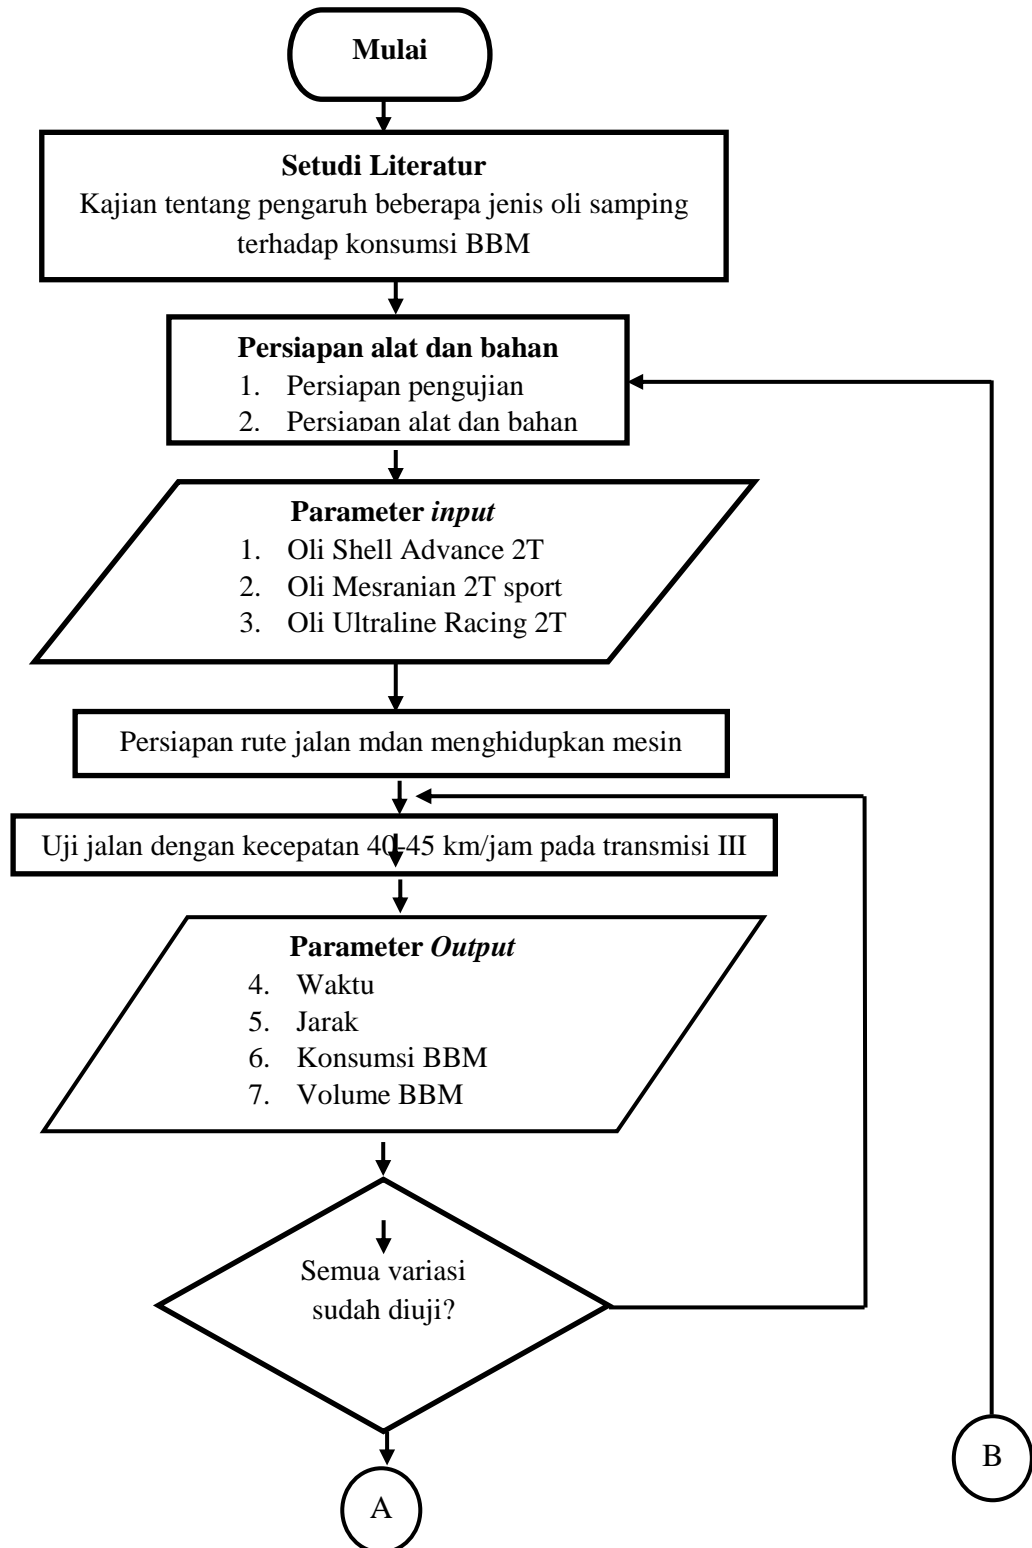 Mulai
Setudi Literatur
Kajian tentang pengaruh beberapa jenis oli samping
terhadap konsumsi BBM
Persiapan alat dan bahan
1. Persiapan pengujian
2. Persiapan alat dan bahan
Parameter input
1. Oli Shell Advance 2T
2. Oli Mesranian 2T sport
3. Oli Ultraline Racing 2T
Persiapan rute jalan mdan menghidupkan mesin
Uji jalan dengan kecepatan 40-45 km/jam pada transmisi III
Parameter Output
4. Waktu
5. Jarak
6. Konsumsi BBM
7. Volume BBM
Semua variasi
sudah diuji?
B
A